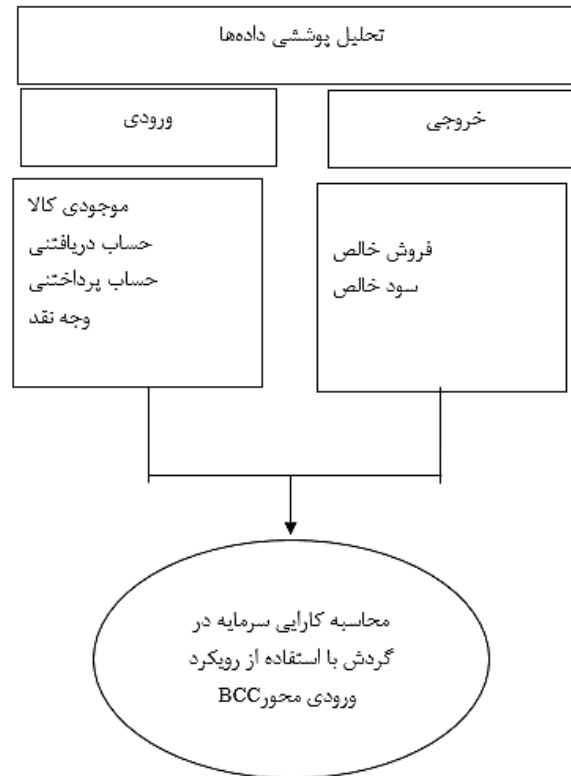 تحلیل پوششی داده‌ها
خروجی
ورودی
فروش خالص
سود خالص
موجودی کالا
حساب دریافتنی
حساب پرداختنی
وجه نقد
محاسبه کارایی سرمایه در
گردش با استفاده از رویکرد
ورودی محورBCC